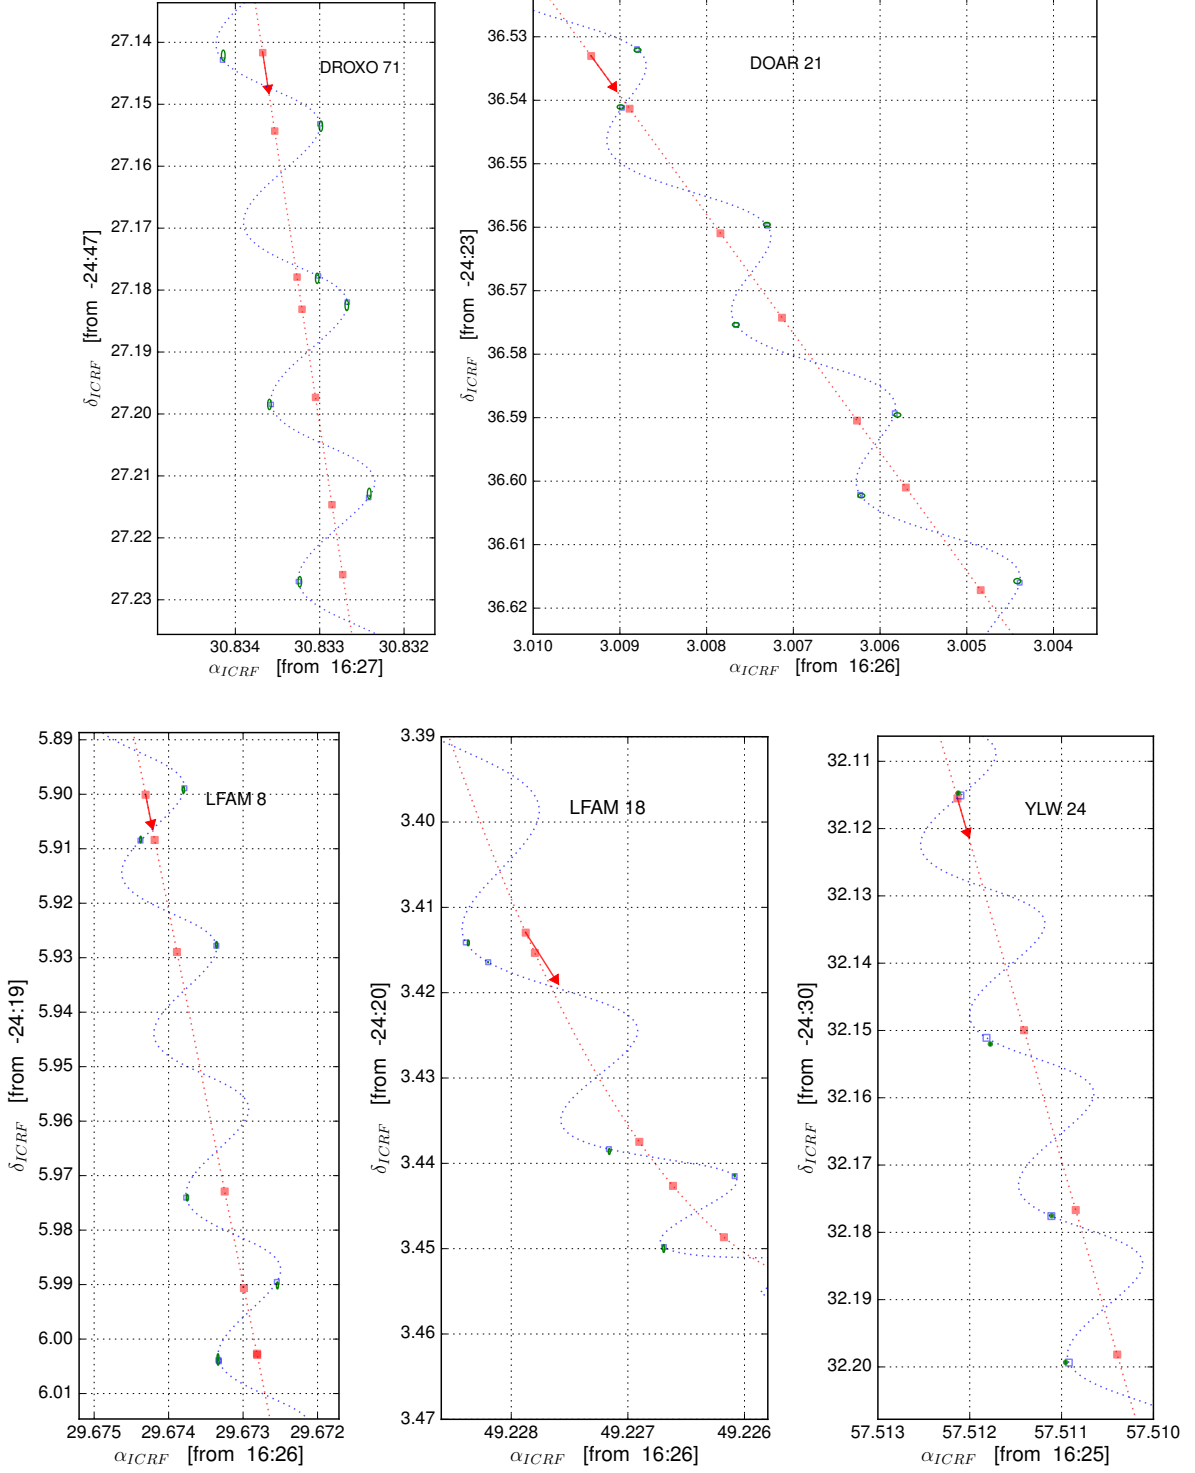 27.14
27.15
27.16
27.17
27.18
27.19
27.20
27.21
27.22
27.23
δICRF [from -24:47]
DROXO 71
30.834 30.833 30.832
αICRF [from 16:27]
36.53
36.54
36.55
36.56
36.57
36.58
36.59
36.60
36.61
36.62
δICRF [from -24:23]
DOAR 21
3.010 3.009 3.008 3.007 3.006 3.005 3.004
αICRF [from 16:26]
5.89
5.90
5.91
5.92
5.93
5.94
5.95
5.96
5.97
5.98
5.99
6.00
6.01
δICRF [from -24:19]
LFAM 8
29.675 29.674 29.673 29.672
αICRF [from 16:26]
3.39
3.40
3.41
3.42
3.43
3.44
3.45
3.46
3.47
δICRF [from -24:20]
LFAM 18
49.228 49.227 49.226
αICRF [from 16:26]
32.11
32.12
32.13
32.14
32.15
32.16
32.17
32.18
32.19
32.20
δICRF [from -24:30]
YLW 24
57.513 57.512 57.511 57.510
αICRF [from 16:25]